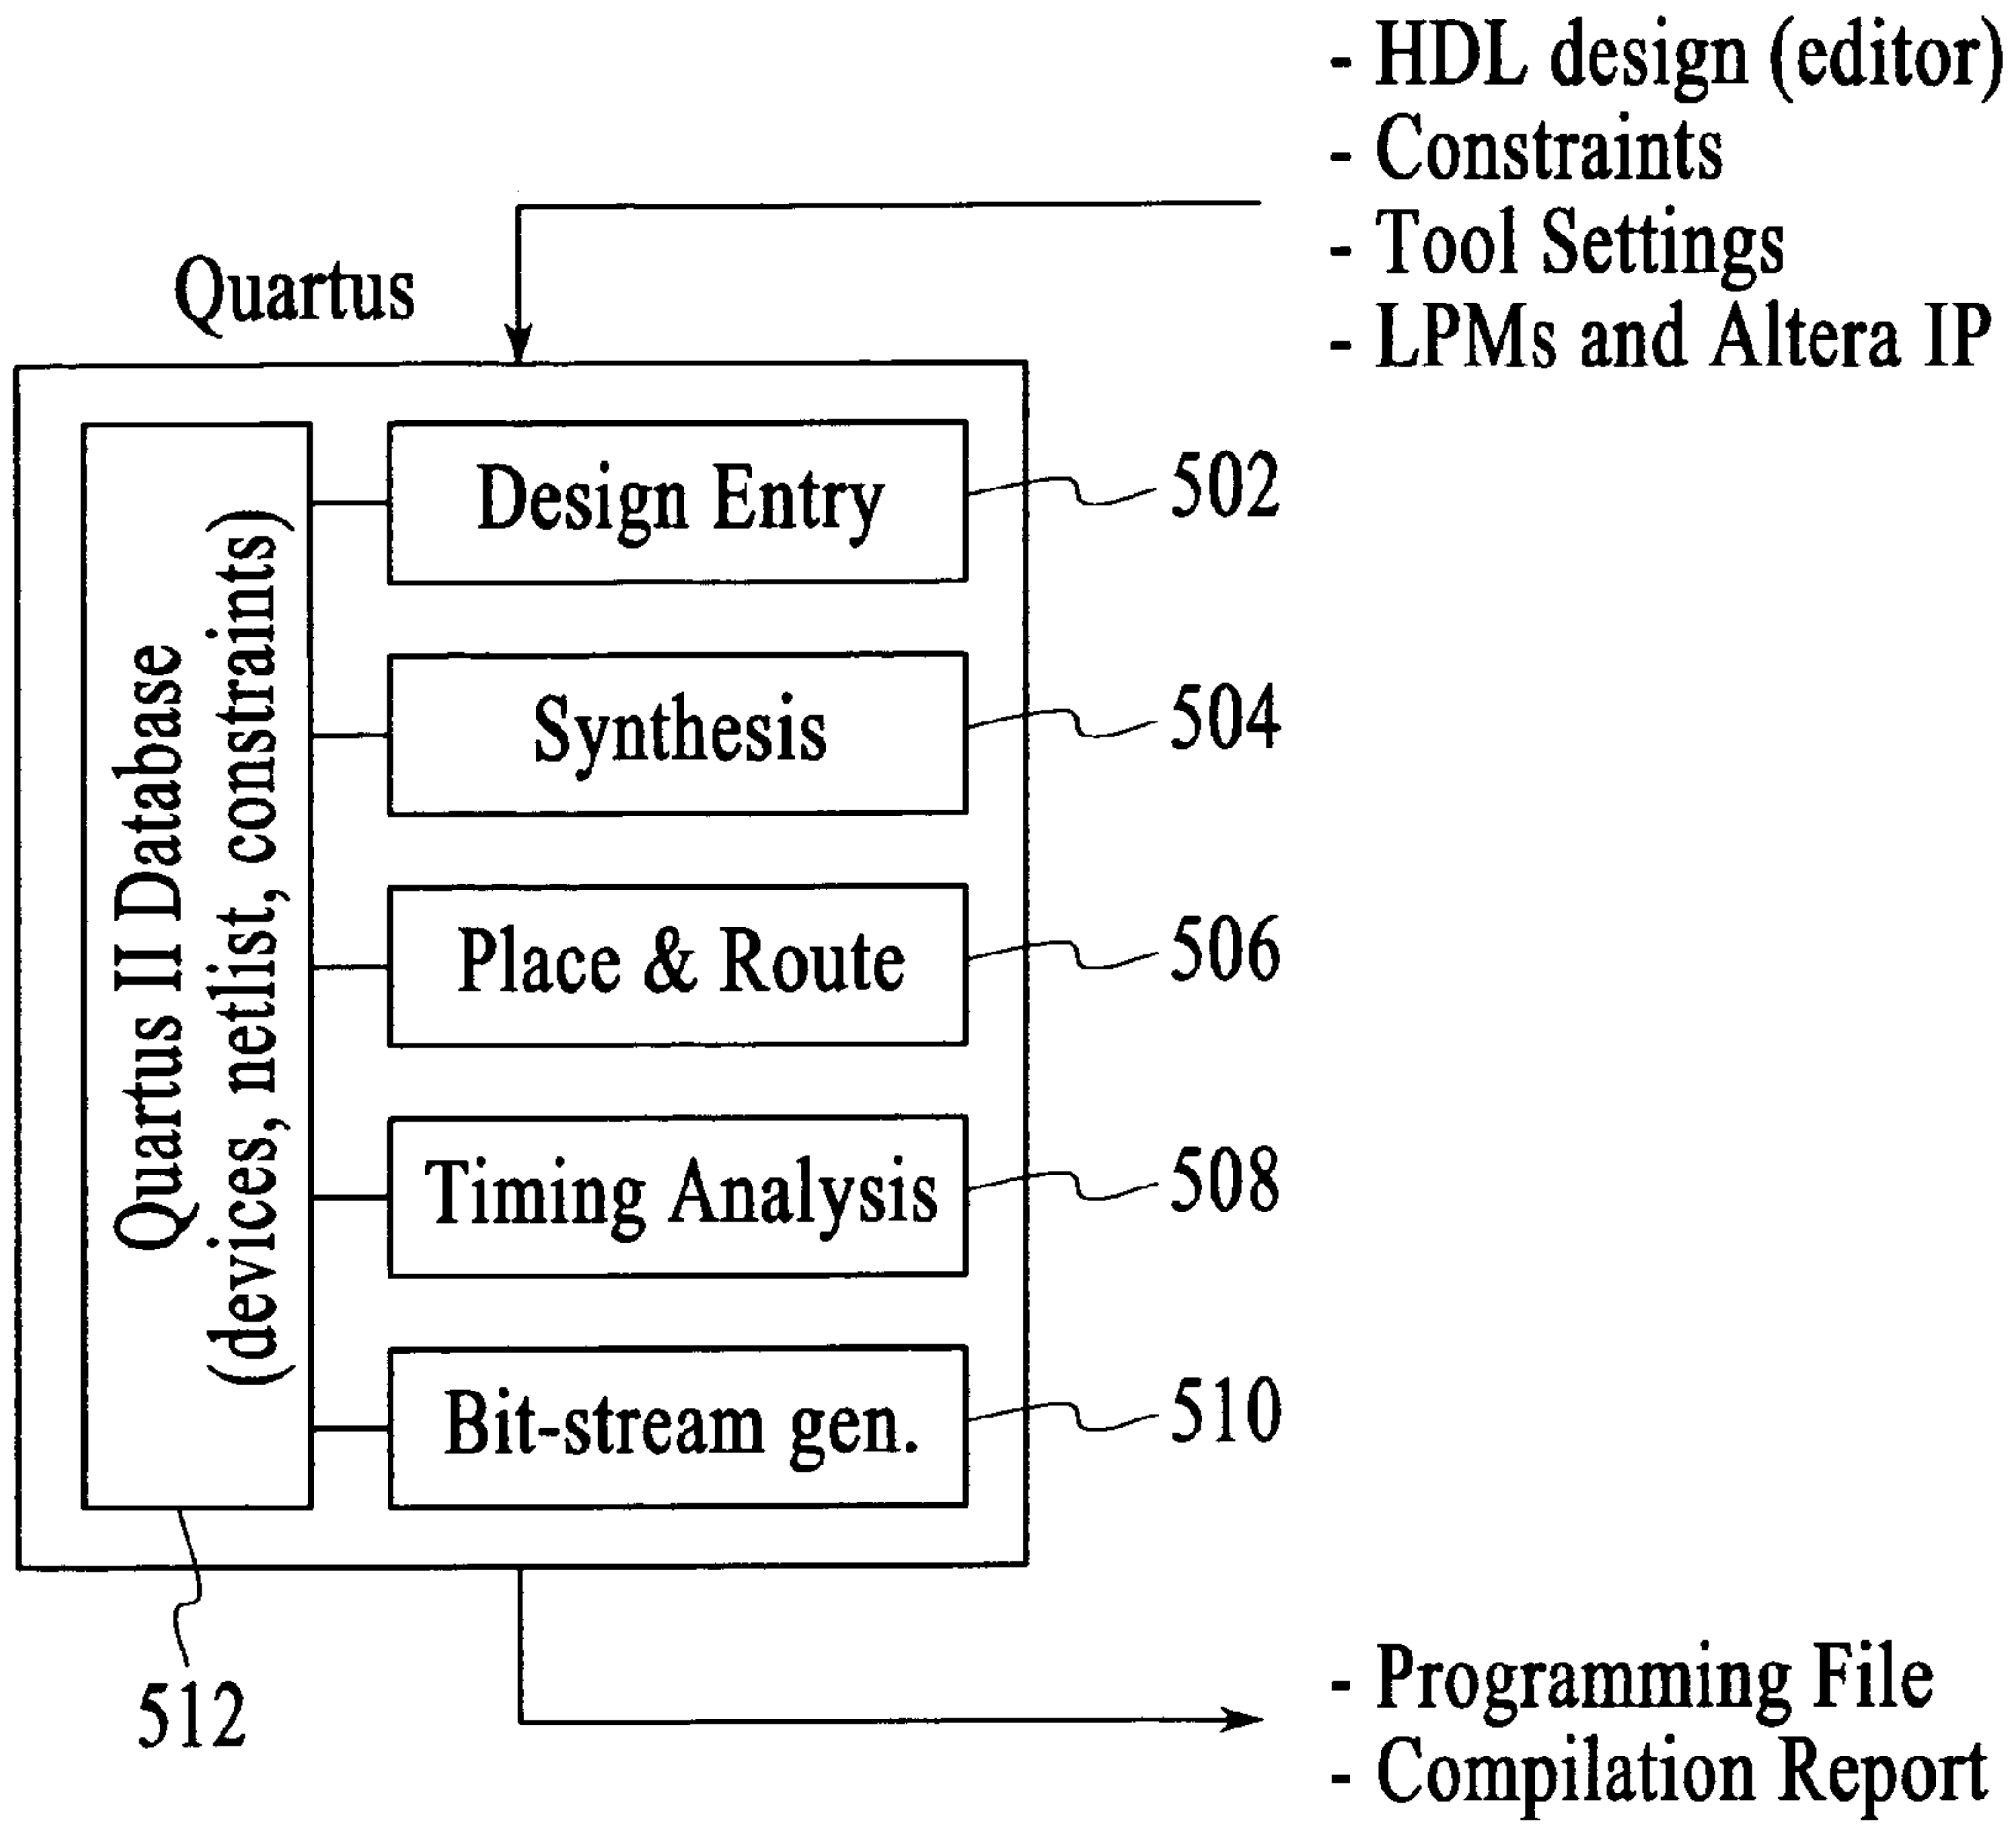 - HDL design (editor)
- Constraints
- Tool Settings
- LPMs and Altera IP
Quartus
Quartus II Database
(devices, netlist, constraints)
Design Entry
502
Synthesis
504
Place & Route
506
Timing Analysis
508
Bit-stream gen.
510
512
- Programming File
- Compilation Report